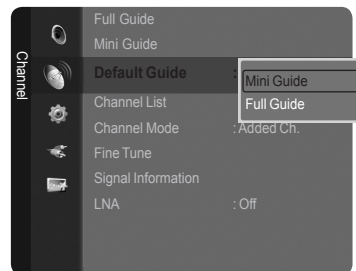 Channel
Full Guide
Mini Guide
Default Guide :
Mini Guide
Full Guide
Channel List
Channel Mode : Added Ch.
Fine Tune
Signal Information
LNA : Off